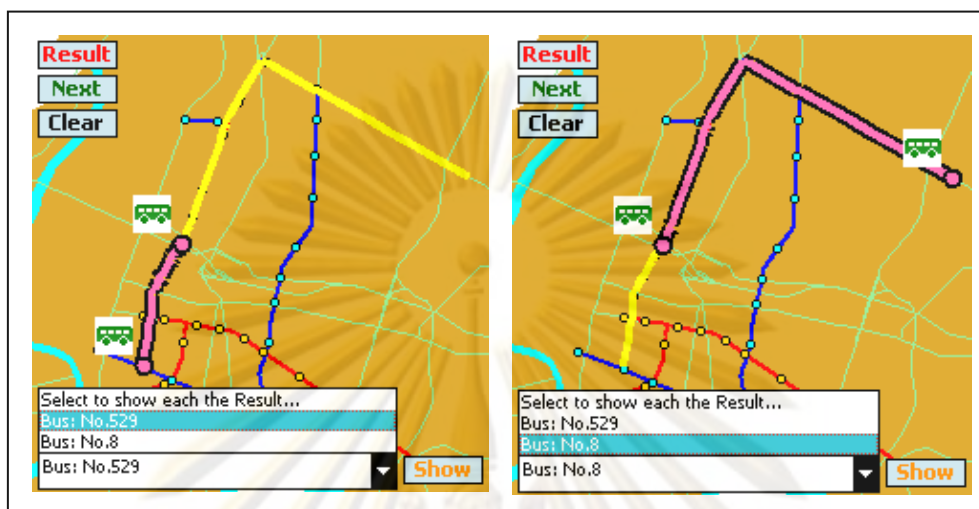 Result
Next
Clear
Select to show each the Result...
Bus: No.529
Bus: No.8
Bus: No.529
Show
Result
Next
Clear
Select to show each the Result...
Bus: No.529
Bus: No.8
Bus: No.8
Show